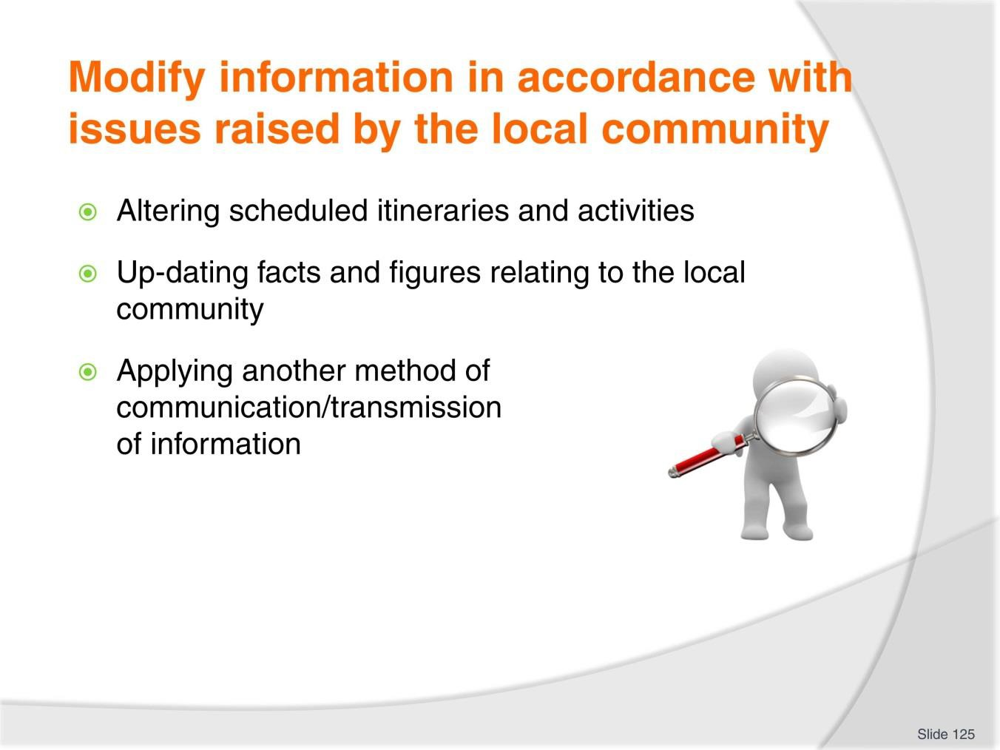 Modify information in accordance with
issues raised by the local community
Altering scheduled itineraries and activities
Up-dating facts and figures relating to the local
community
Applying another method of
communication/transmission
of information
Slide 125